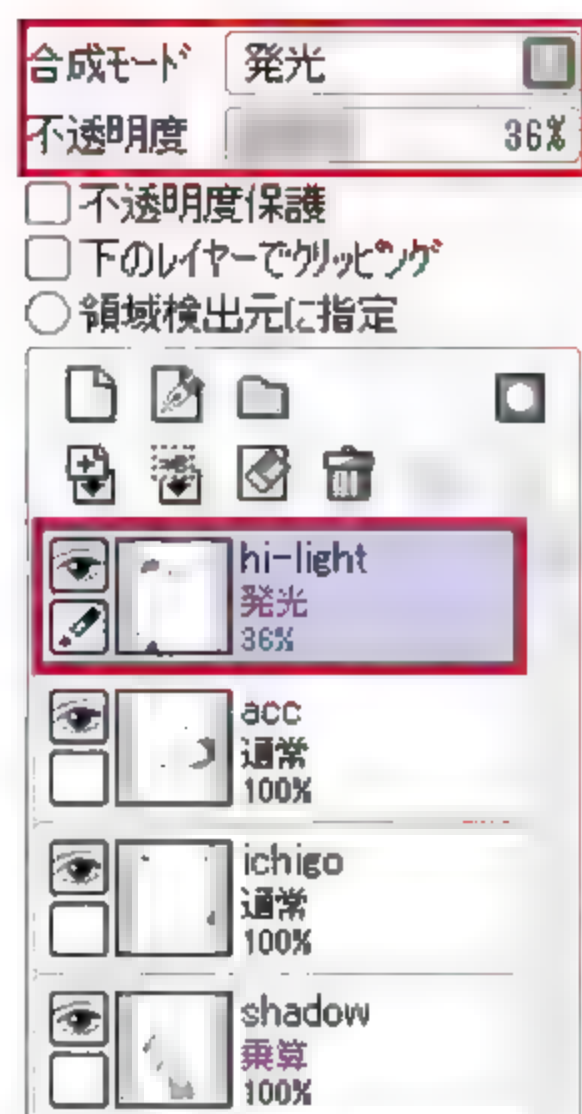 合成モード 発光
不透明度 36%
不透明度保護
下のレイヤーでクリッピング
領域検出元に指定
hi-light
発光
36%
acc
通常
100%
ichigo
通常
100%
shadow
乗算
100%